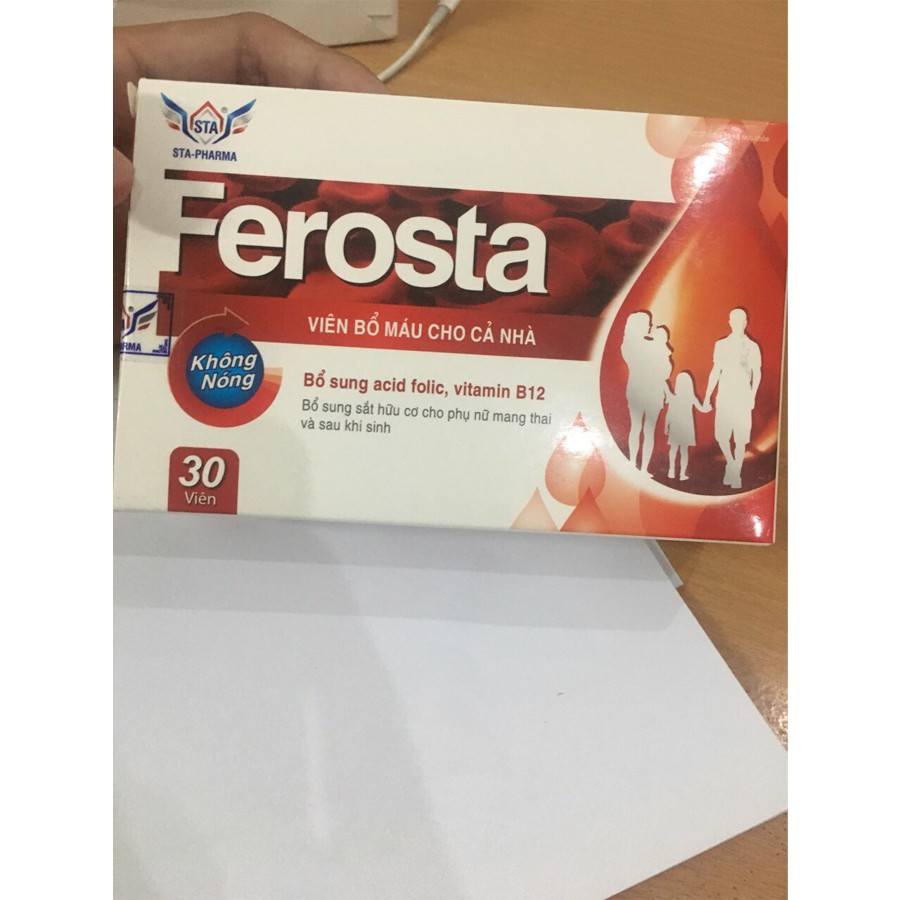 STA
STA-PHARMA
Ferosta
VIÊN BỔ MÁU CHO CẢ NHÀ
Không
Nóng
Bổ sung acid folic, vitamin B12
Bổ sung sắt hữu cơ cho phụ nữ mang thai
và sau khi sinh
30
Viên